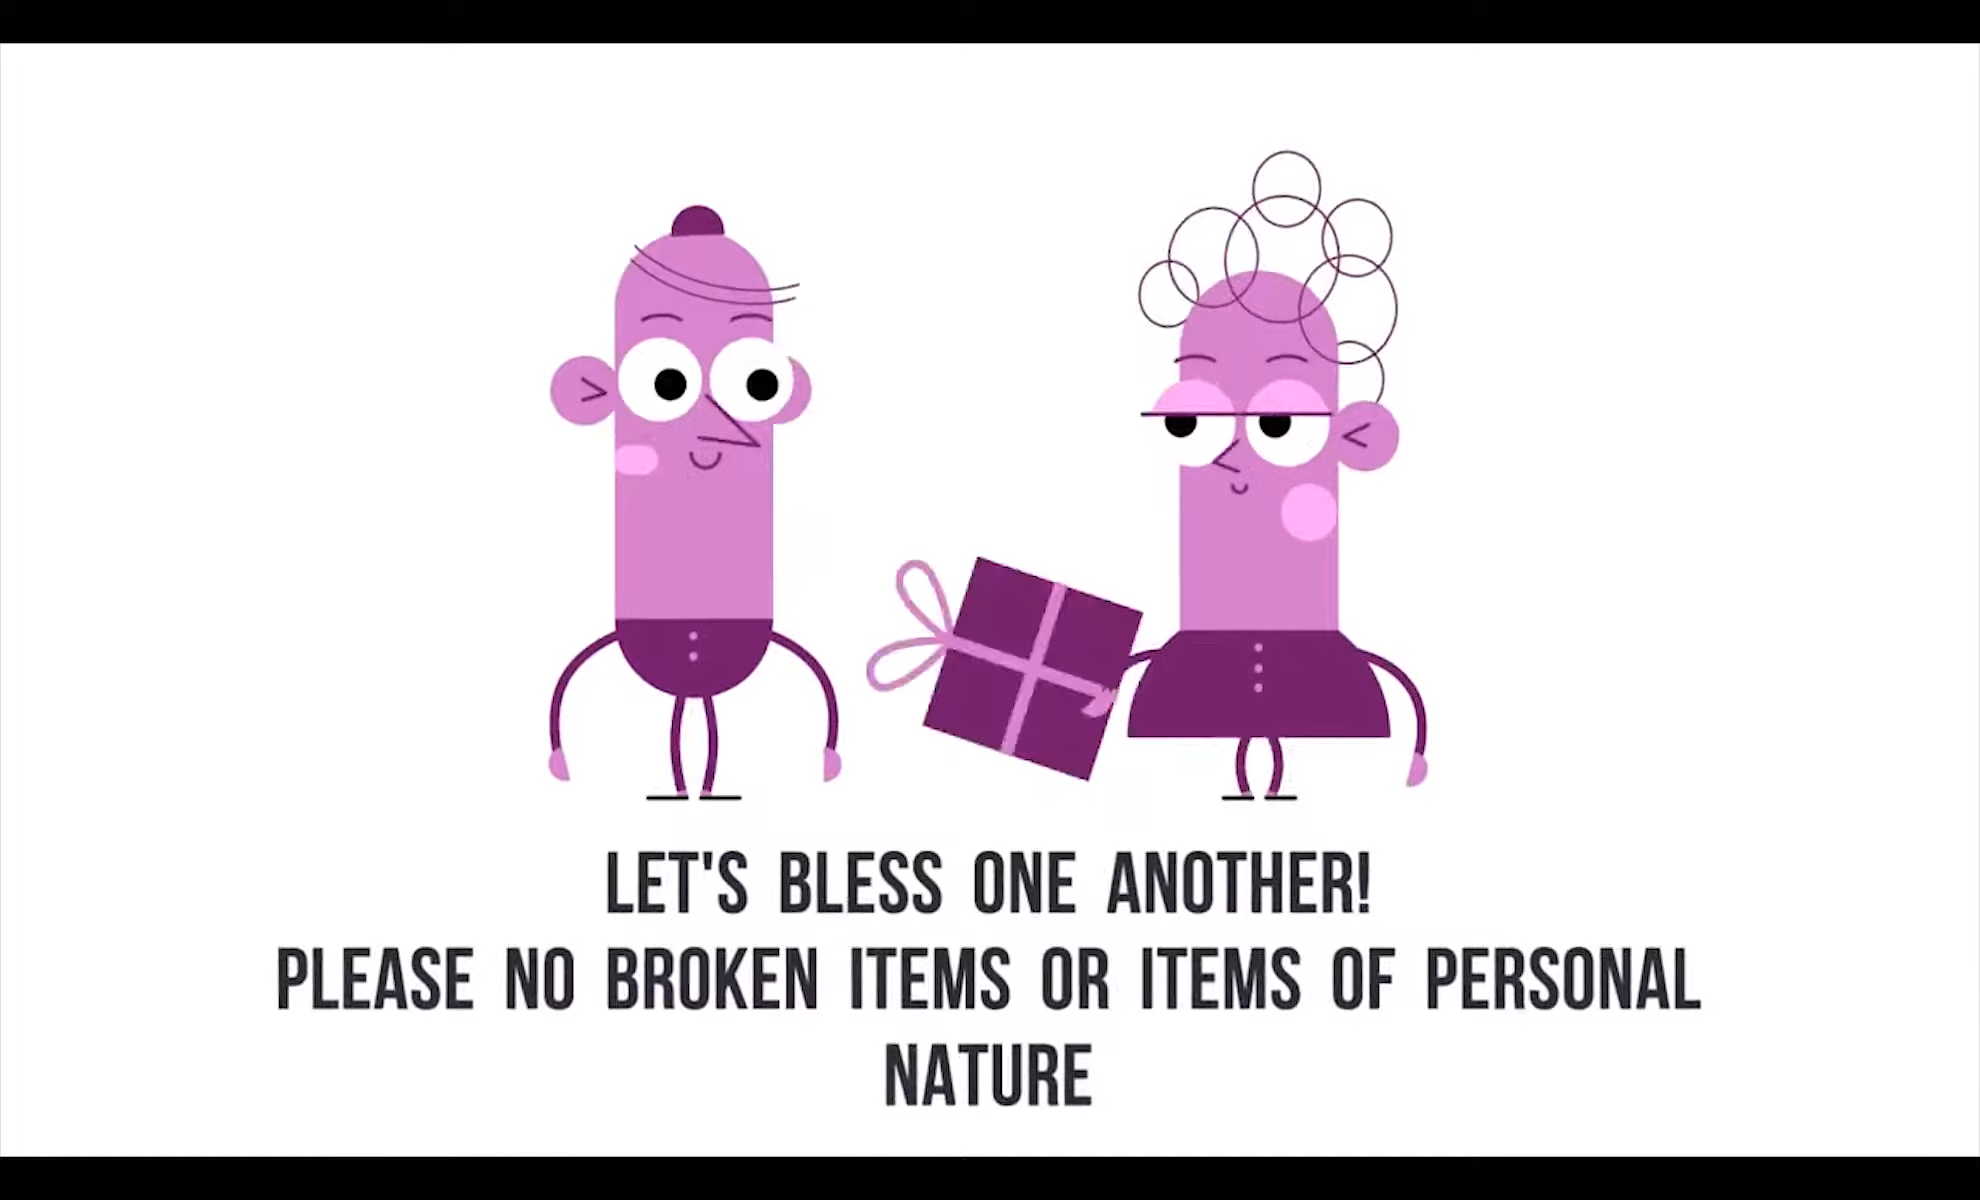 LET'S BLESS ONE ANOTHER!
PLEASE NO BROKEN ITEMS OR ITEMS OF PERSONAL
NATURE